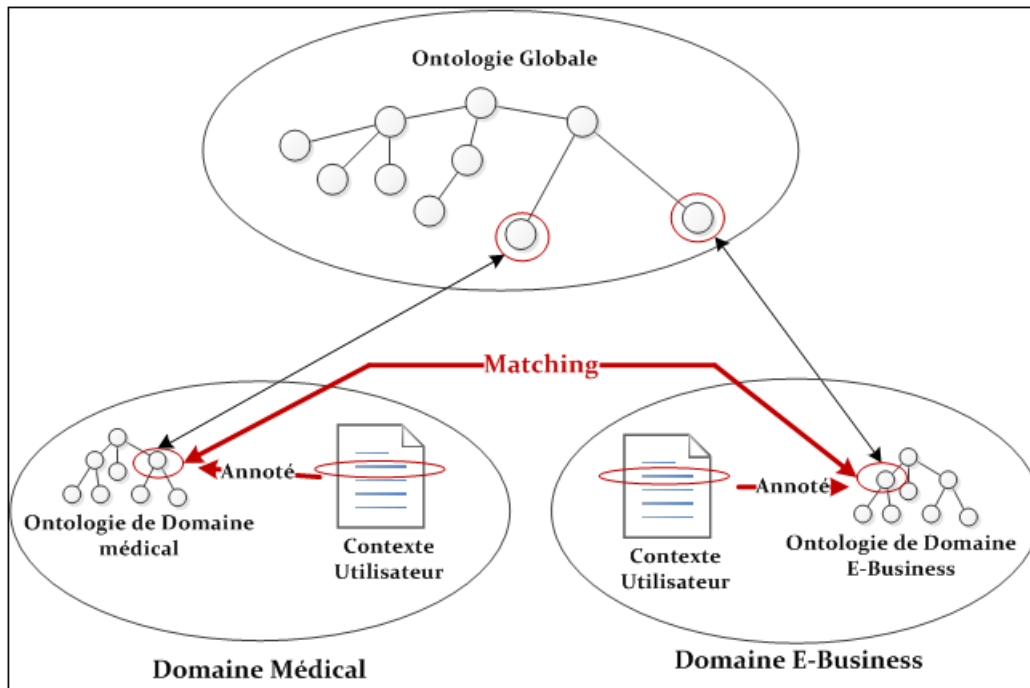 Ontologie Globale
Matching
Annoté
Ontologie de Domaine
médical
Contexte
Utilisateur
Domaine Médical
Annoté
Contexte
Utilisateur
Ontologie de Domaine
E-Business
Domaine E-Business